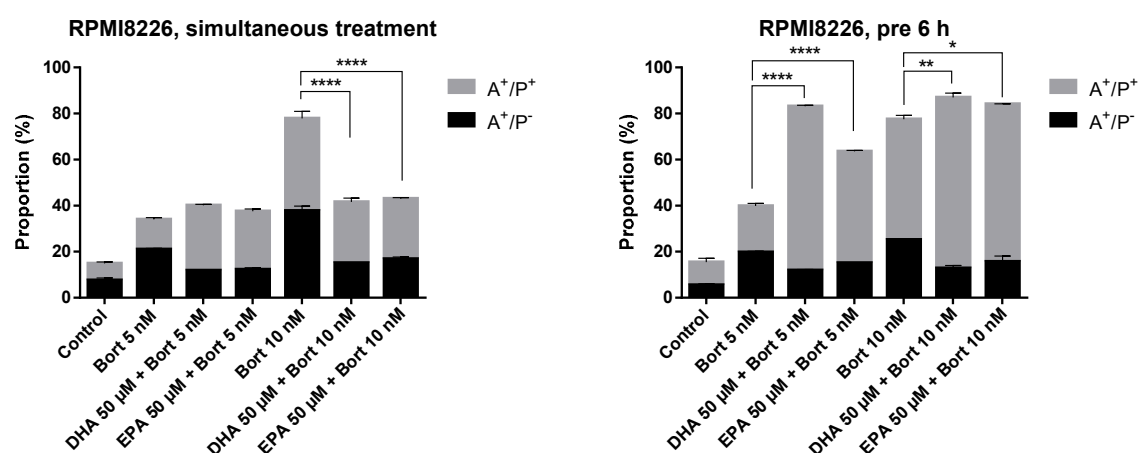 RPMI8226, simultaneous treatment
Proportion (%)
100
80
60
40
20
0
****
****
A⁺/P⁺
A⁺/P⁻
Control
Bort 5 nM
DHA 50 μM + Bort 5 nM
EPA 50 μM + Bort 5 nM
Bort 10 nM
DHA 50 μM + Bort 10 nM
EPA 50 μM + Bort 10 nM
RPMI8226, pre 6 h
Proportion (%)
100
80
60
40
20
0
****
****
*
**
A⁺/P⁺
A⁺/P⁻
Control
Bort 5 nM
DHA 50 μM + Bort 5 nM
EPA 50 μM + Bort 5 nM
Bort 10 nM
DHA 50 μM + Bort 10 nM
EPA 50 μM + Bort 10 nM